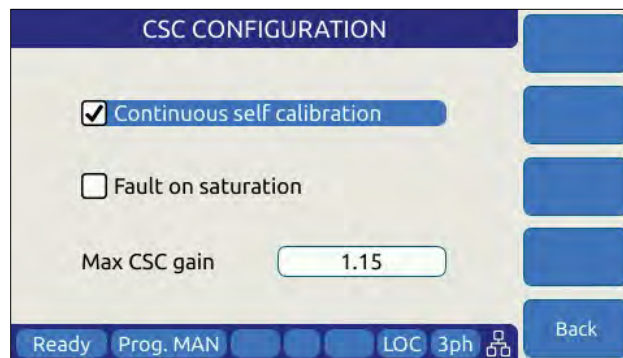 CSC CONFIGURATION
Continuous self calibration
Fault on saturation
Max CSC gain 1.15
Back
Ready Prog. MAN LOC 3ph